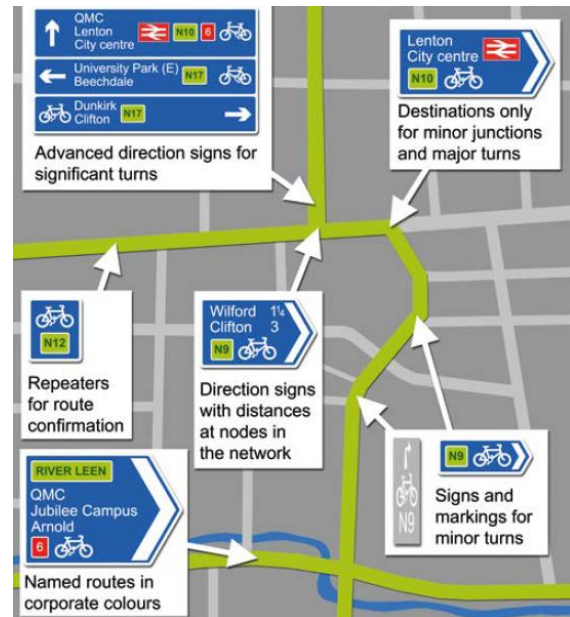 QMC
Lenton N10 6
City centre
University Park (E) N17
Beechdale
Dunkirk
Clifton N17
Advanced direction signs for
significant turns
Lenton
City centre
N10
Destinations only
for minor junctions
and major turns
N12
Repeaters
for route
confirmation
Wilford 1¼
Clifton 3
N9
Direction signs
with distances
at nodes in
the network
N9
N9
Signs and
markings for
minor turns
RIVER LEEN
QMC
Jubilee Campus
Arnold
6
Named routes in
corporate colours